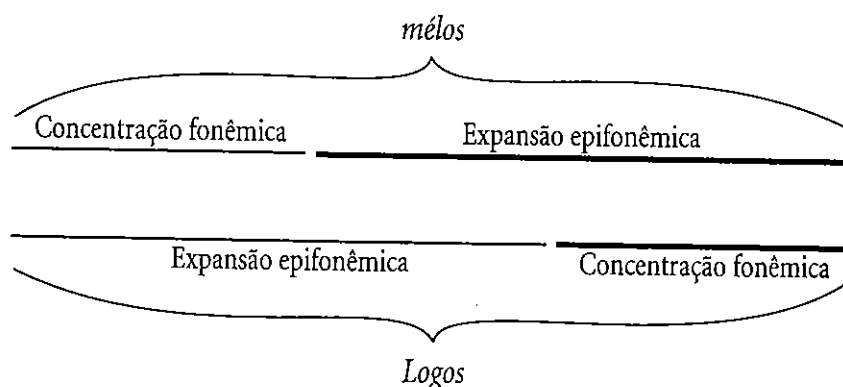 mélos
Concentração fonêmica Expansão epifonêmica
Expansão epifonêmica Concentração fonêmica
Logos